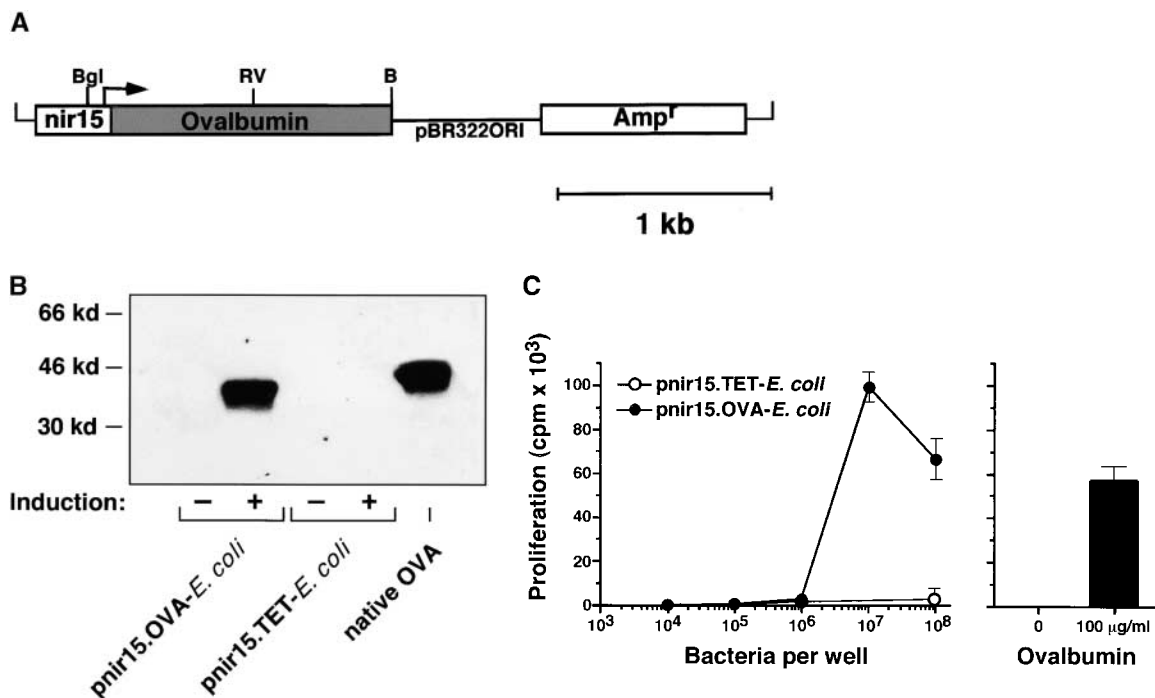 A
BglI
RV
B
nir15
Ovalbumin
pBR322ORI
Ampr
1 kb
B
66 kd
46 kd
30 kd
Induction: – + – +
pnir15.OVA-E. coli
pnir15.TET-E. coli
native OVA
C
Proliferation (cpm x 10³)
100
80
60
40
20
0
pnir15.TET-E. coli
pnir15.OVA-E. coli
10³ 10⁴ 10⁵ 10⁶ 10⁷ 10⁸
Bacteria per well
0 100 µg/ml
Ovalbumin